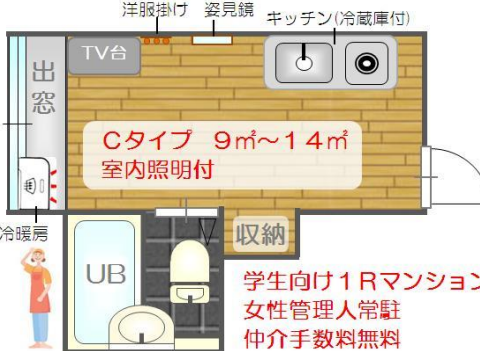 洋服掛け 姿見鏡
キッチン(冷蔵庫付)
TV台
出窓
Cタイプ 9㎡～14㎡
室内照明付
冷暖房
収納
UB
学生向け1Rマンション
女性管理人常駐
仲介手数料無料